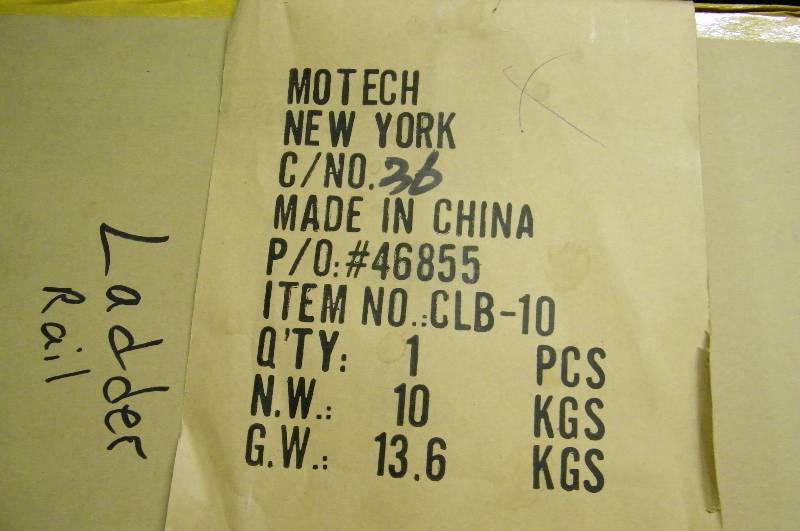 MOTECH
NEW YORK
C/NO.36
MADE IN CHINA
P/O:#46855
ITEM NO.:CLB-10
Q'TY: 1 PCS
N.W.: 10 KGS
G.W.: 13.6 KGS
Ladder
Rail